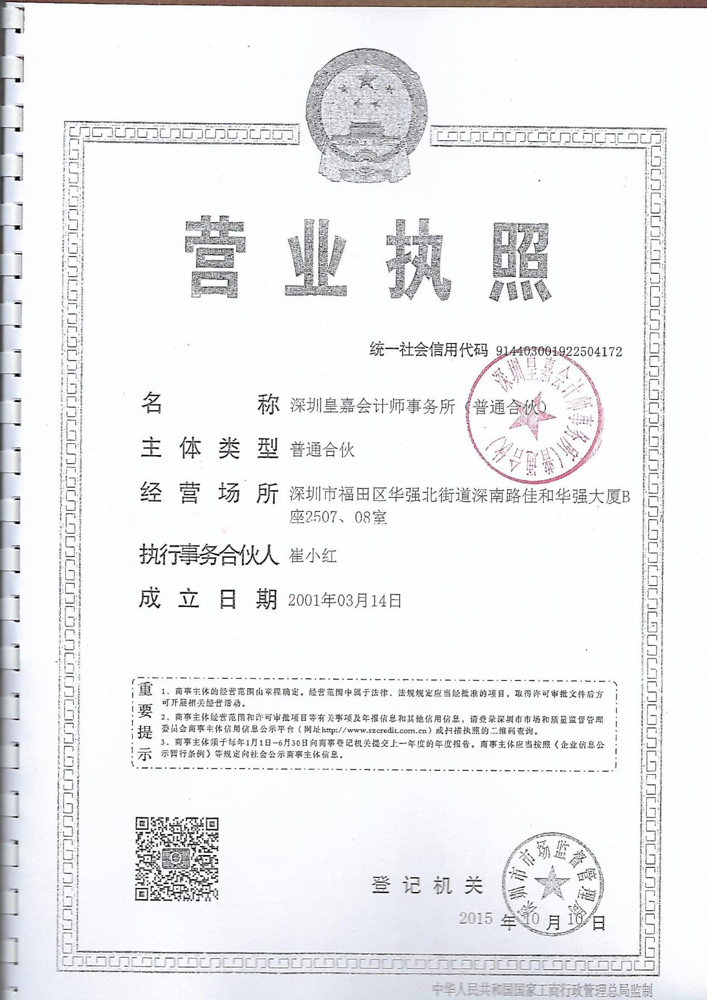 营业执照
统一社会信用代码 914403001922504172
名称 深圳皇嘉会计师事务所（普通合伙）
深圳皇嘉会计师事务所（普通合伙）
主体类型 普通合伙
经营场所 深圳市福田区华强北街道深南路佳和华强大厦B
座2507、08室
执行事务合伙人 崔小红
成立日期 2001年03月14日
重要提示
1、商事主体的经营范围由章程确定。经营范围中属于法律、法规规定应当经批准的项目，取得许可审批文件后方
可开展相关经营活动。
2、商事主体经营范围和许可审批项目等有关事项及年报信息和其他信用信息，请登录深圳市市场和质量监督管理
委员会商事主体信用信息公示平台（网址http://www.szcredit.com.cn）或扫描执照的二维码查询。
3、商事主体须于每年1月1日-6月30日向商事登记机关提交上一年度的年度报告。商事主体应当按照《企业信息公
示暂行条例》等规定向社会公示商事主体信息。
登记机关
深圳市市场监督管理局
2015年10月10日
中华人民共和国国家工商行政管理总局监制